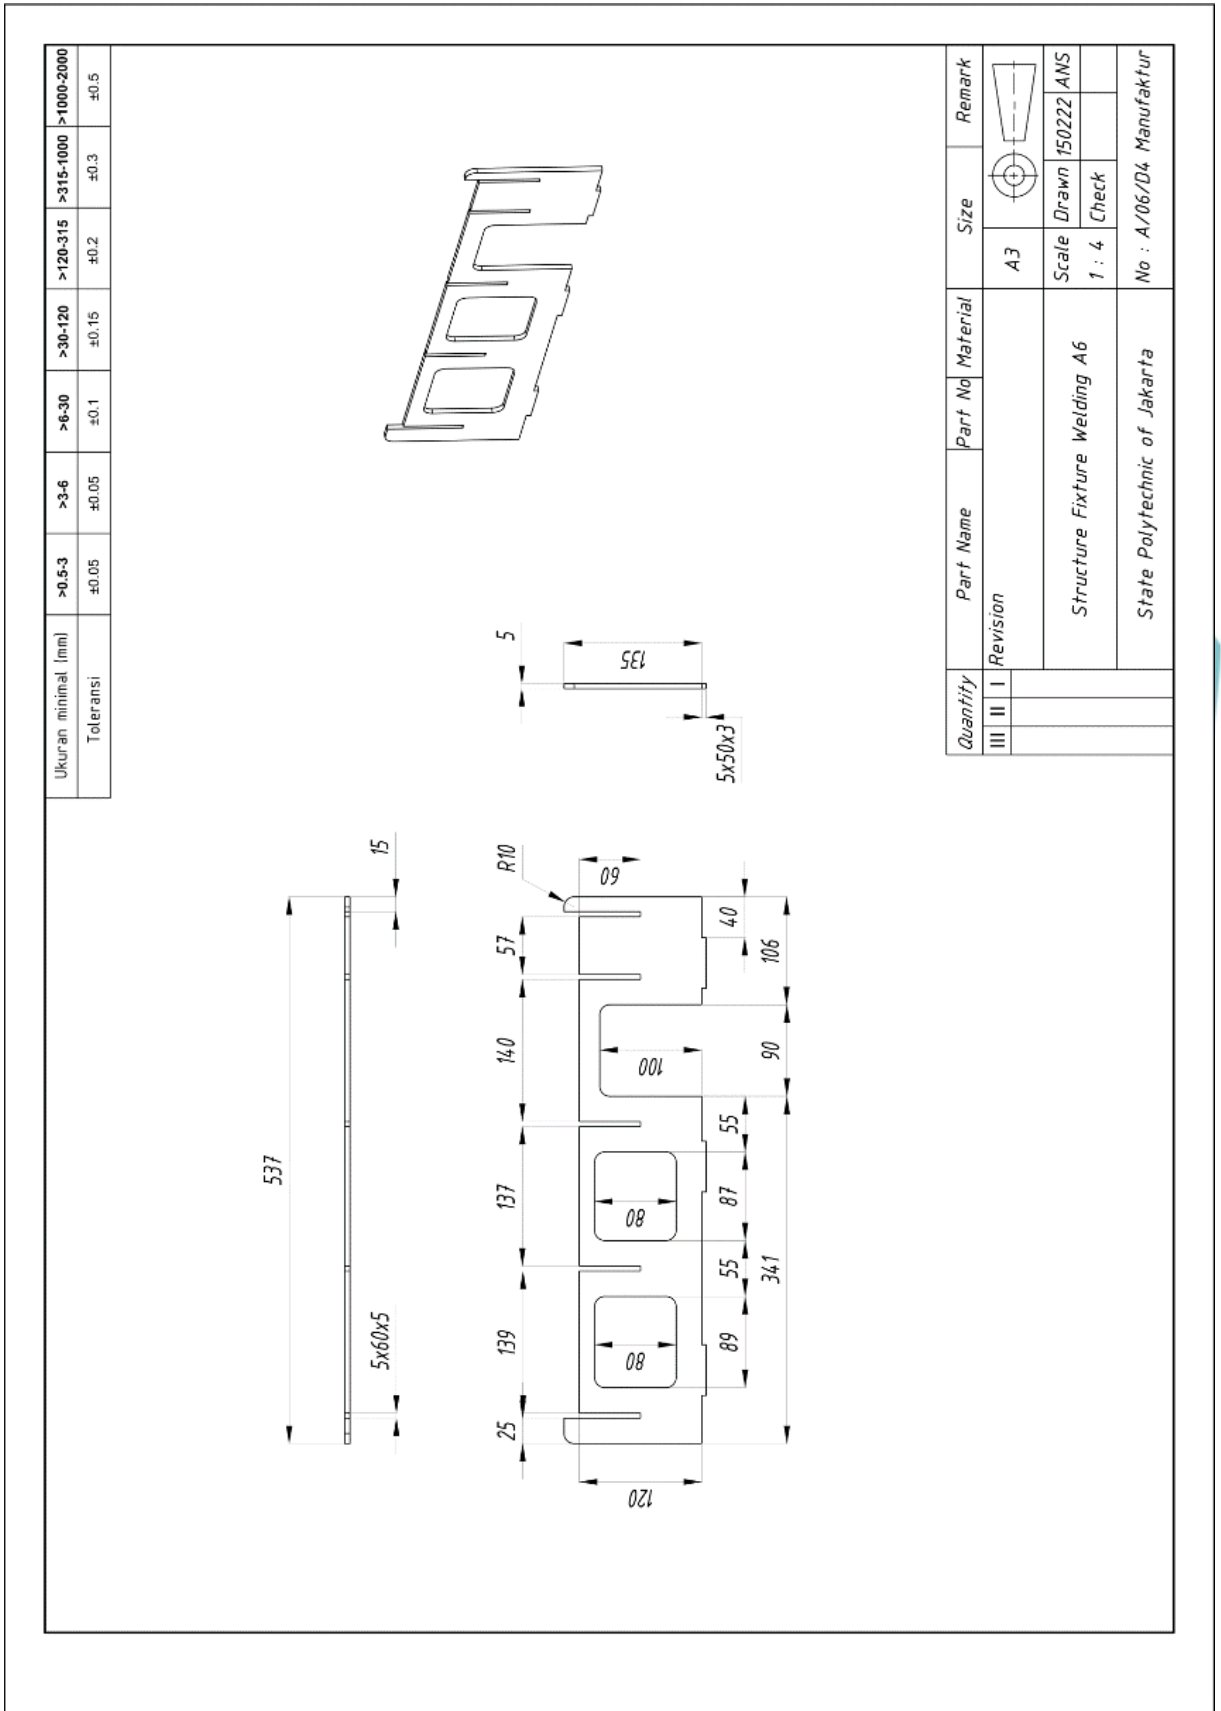 Ukuran minimal (mm) >0.5-3 >3-6 >6-30 >30-120 >120-315 >315-1000 >1000-2000
Toleransi ±0.05 ±0.05 ±0.1 ±0.15 ±0.2 ±0.3 ±0.5
537
5x60x5
15
25
139
137
140
57
R10
60
120
80
80
100
40
89
55
87
55
341
90
106
5
135
5x50x3
Quantity Part Name Part No Material Size Remark
III II I Revision
A3
Structure Fixture Welding A6
Scale
1 : 4
Drawn 150222 ANS
Check
State Polytechnic of Jakarta
No : A/06/D4 Manufaktur